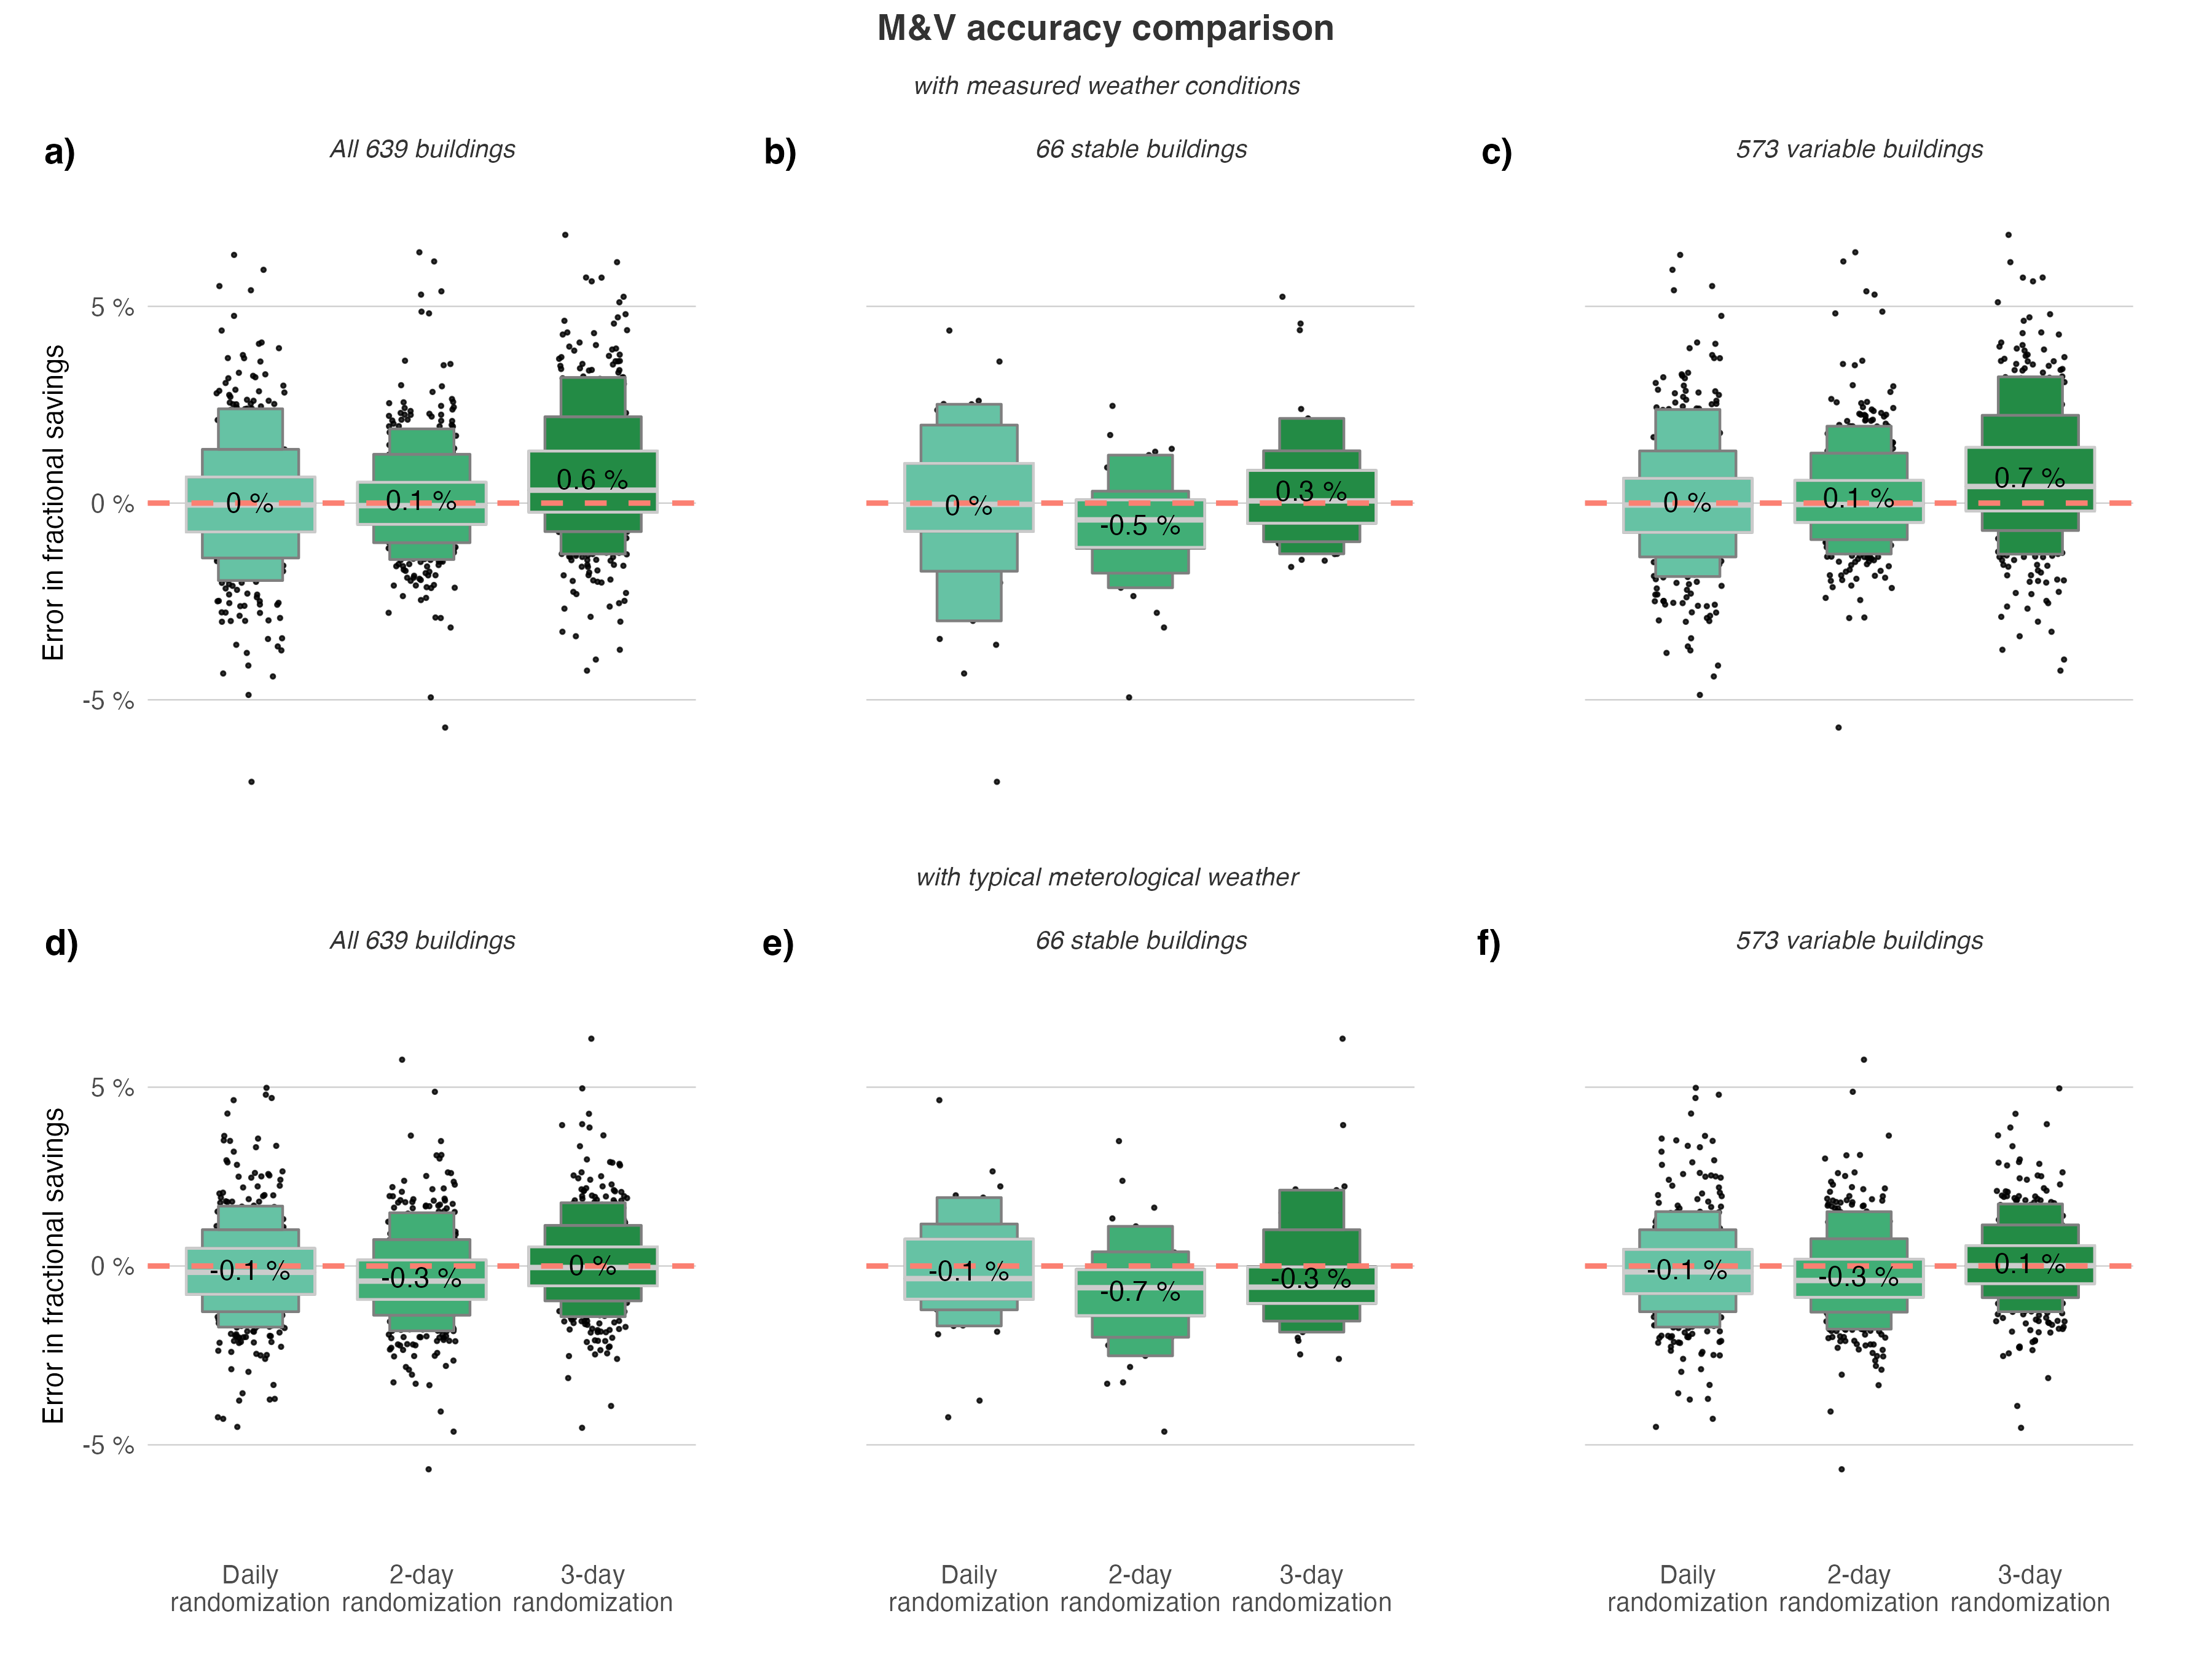 M&V accuracy comparison
with measured weather conditions
a)
All 639 buildings
b)
66 stable buildings
c)
573 variable buildings
Error in fractional savings
5 %
0 %
-5 %
0 %
0.1 %
0.6 %
0 %
-0.5 %
0.3 %
0 %
0.1 %
0.7 %
with typical meterological weather
d)
All 639 buildings
e)
66 stable buildings
f)
573 variable buildings
Error in fractional savings
5 %
0 %
-5 %
-0.1 %
-0.3 %
0 %
-0.1 %
-0.7 %
-0.3 %
-0.1 %
-0.3 %
0.1 %
Daily
randomization
2-day
randomization
3-day
randomization
Daily
randomization
2-day
randomization
3-day
randomization
Daily
randomization
2-day
randomization
3-day
randomization